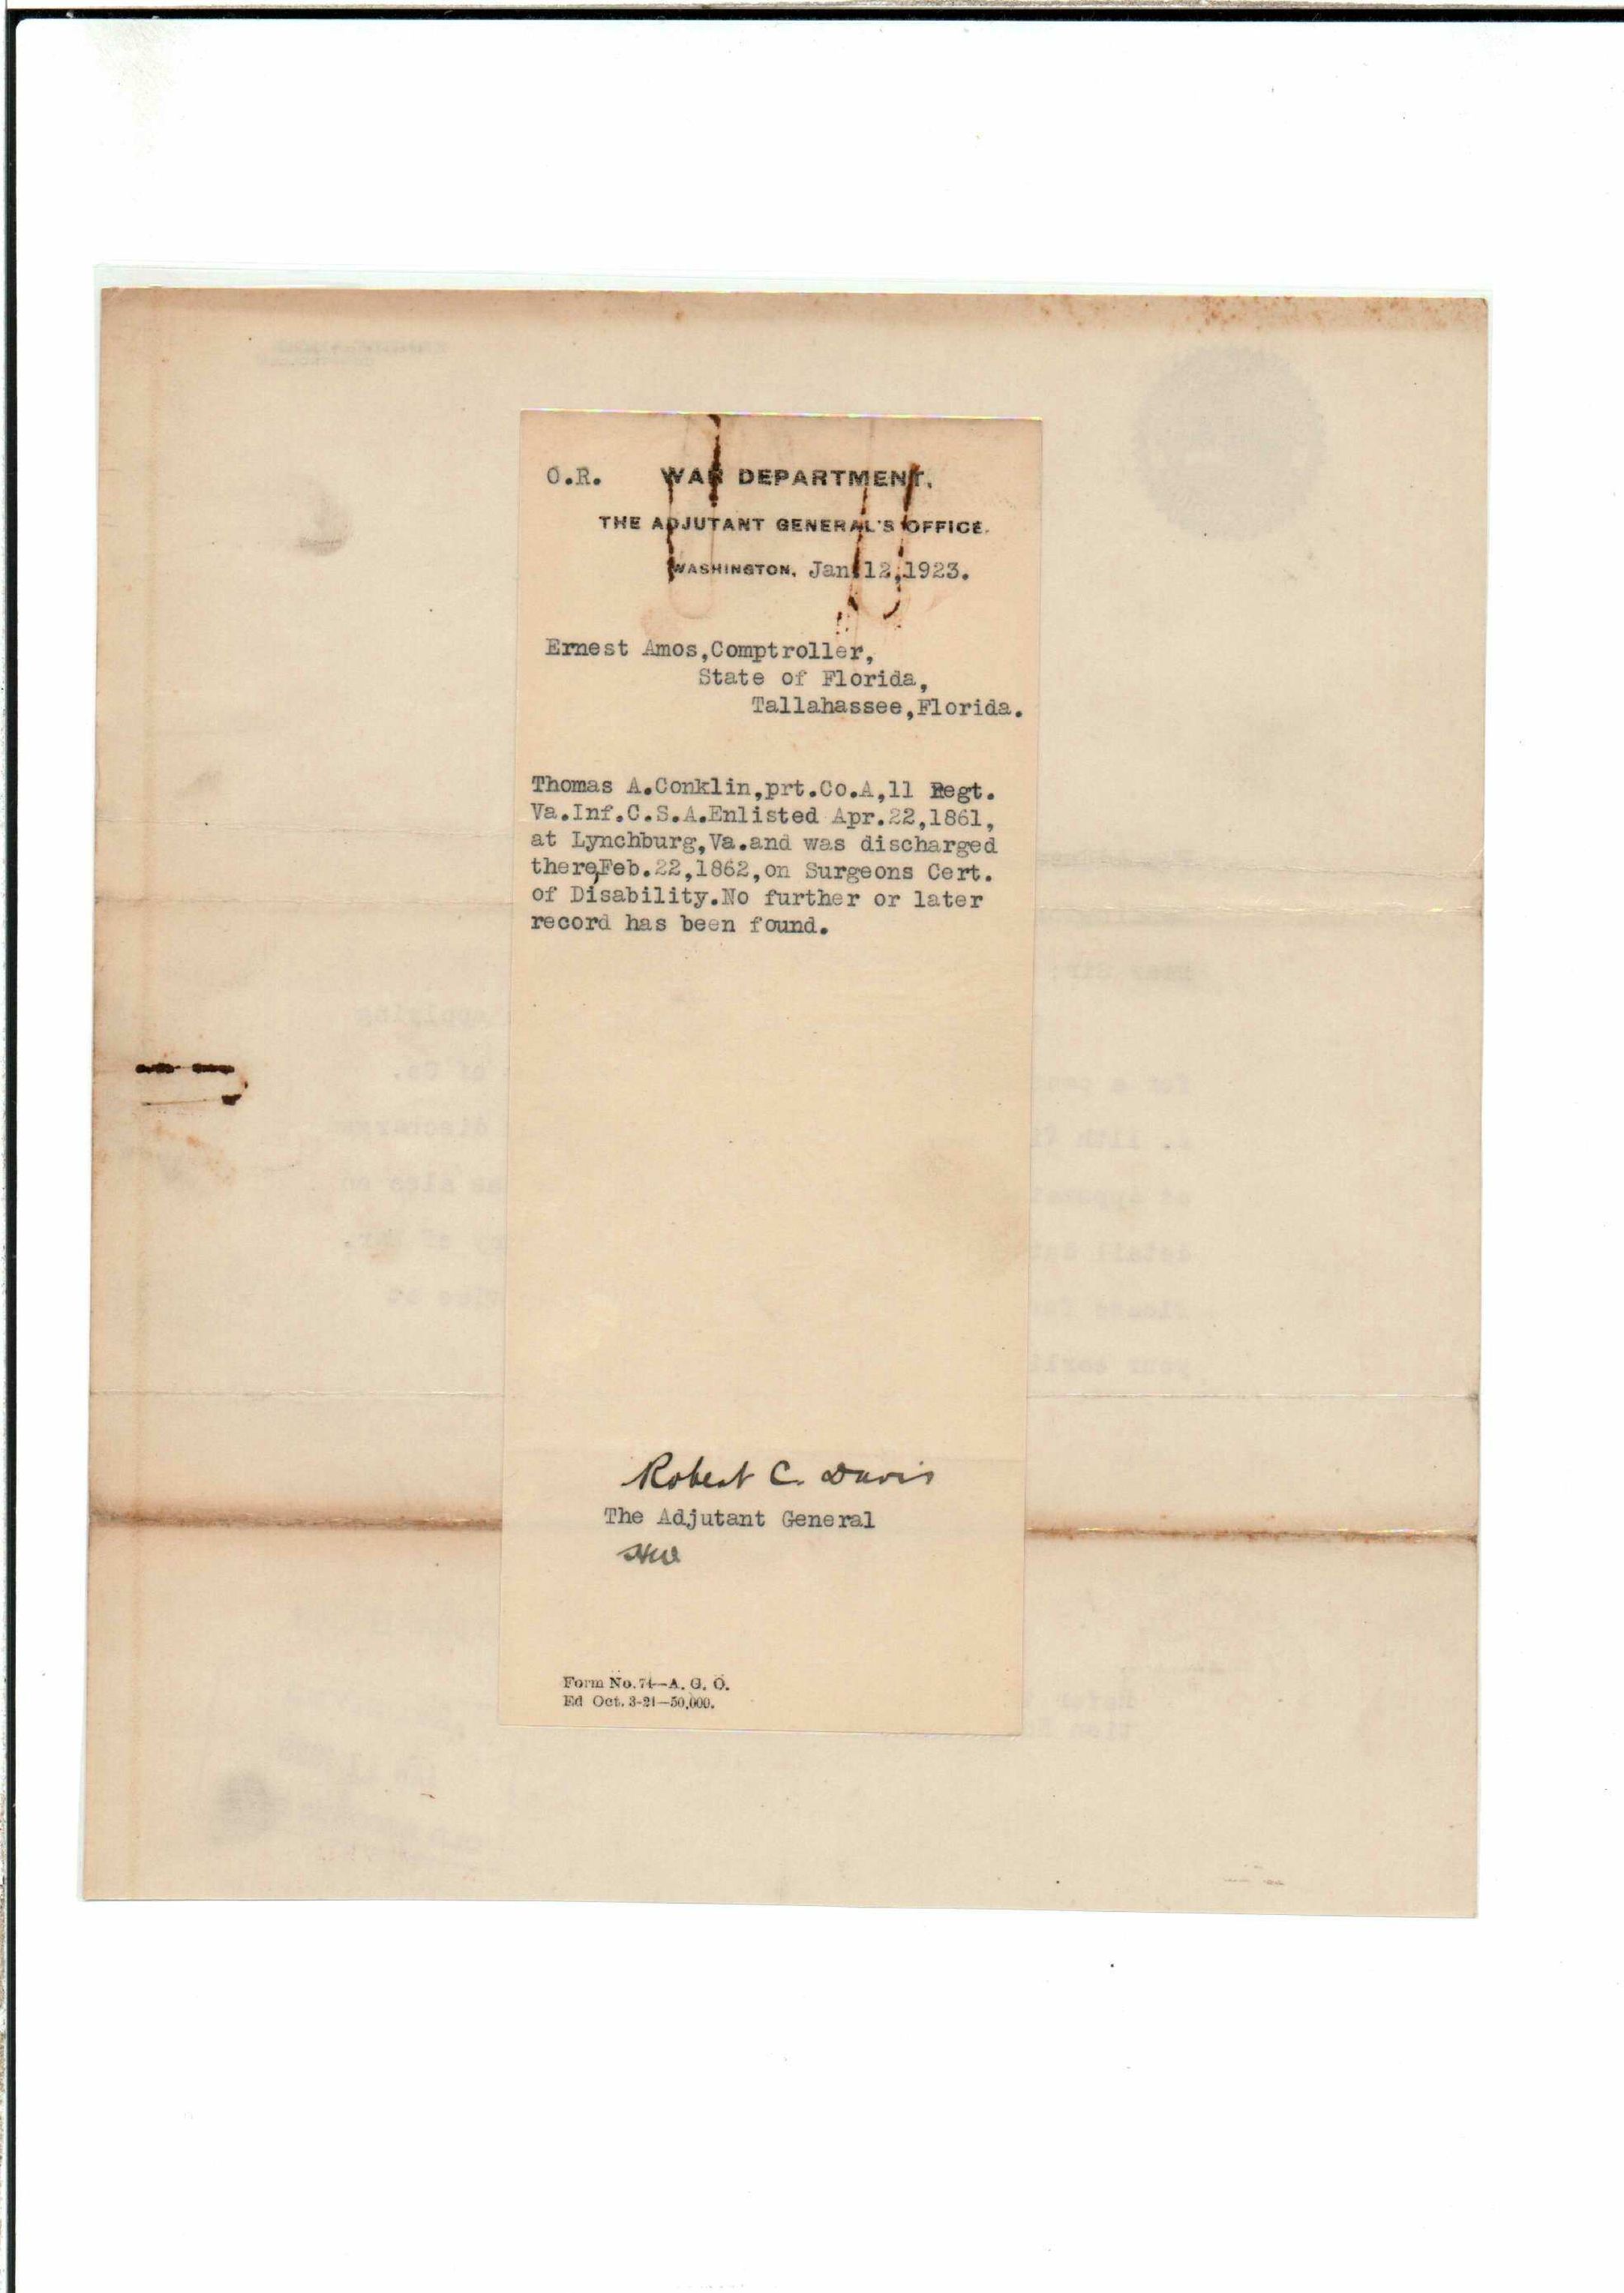 O.R. WAR DEPARTMENT,
THE ADJUTANT GENERAL'S OFFICE.
WASHINGTON, Jan.12,1923.
Ernest Amos,Comptroller,
State of Florida,
Tallahassee,Florida.
Thomas A.Conklin,prt.Co.A,11 Regt.
Va.Inf.C.S.A.Enlisted Apr.22,1861,
at Lynchburg,Va.and was discharged
there,Feb.22,1862,on Surgeons Cert.
of Disability.No further or later
record has been found.
Robert C. Davis
The Adjutant General
Form No.74—A. G. O.
Ed Oct. 3-21—50,000.